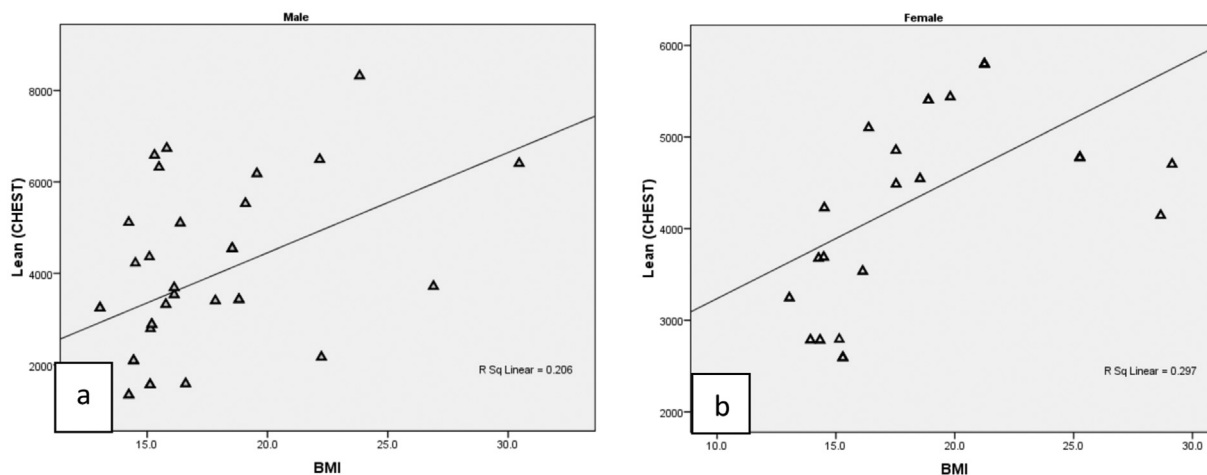 Male
Lean (CHEST)
8000
6000
4000
2000
15.0 20.0 25.0 30.0
BMI
R Sq Linear = 0.206
a
Female
Lean (CHEST)
6000
5000
4000
3000
2000
10.0 15.0 20.0 25.0 30.0
BMI
R Sq Linear = 0.297
b